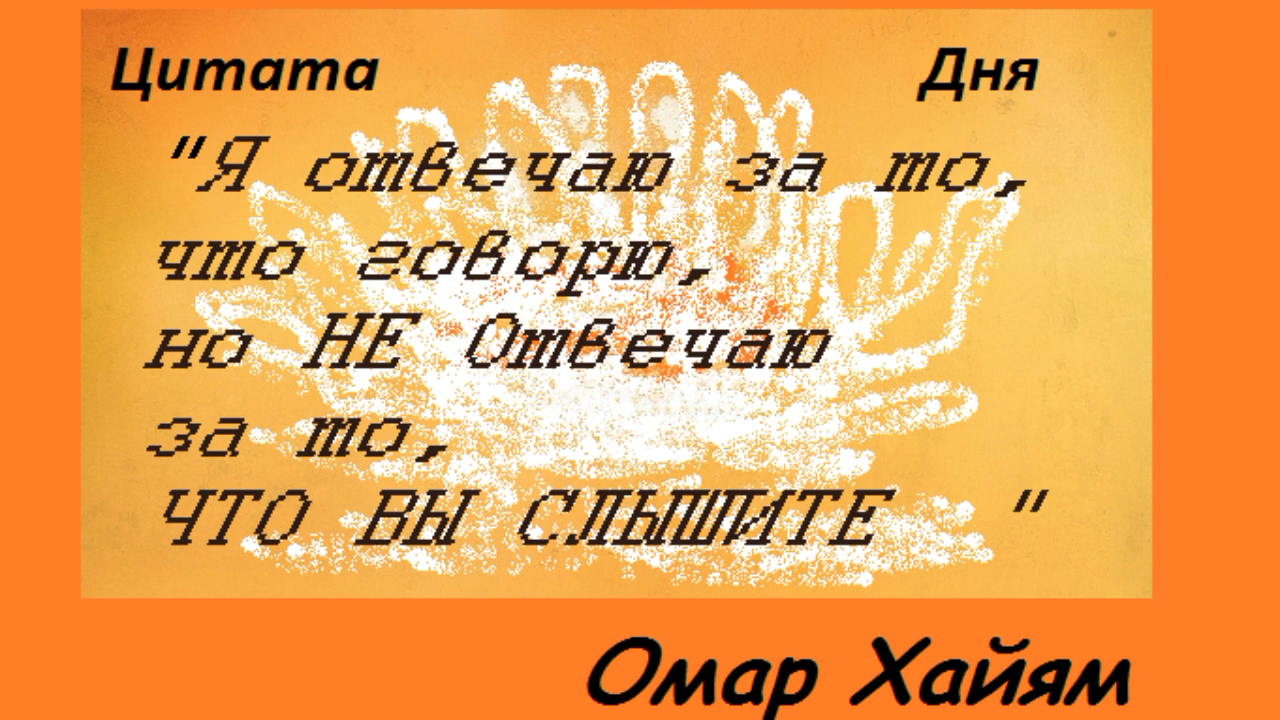 Цитата Дня
"Я отвечаю за то,
что говорю,
но НЕ Отвечаю
за то,
ЧТО ВЫ СЛЫШИТЕ "
Омар Хайям